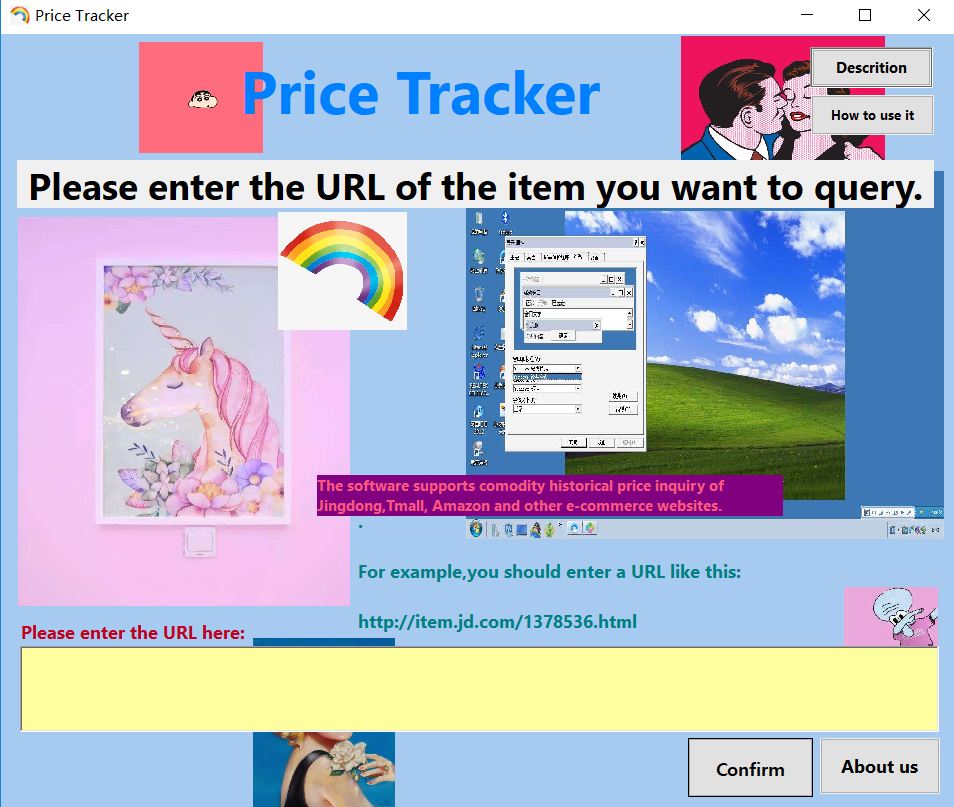 Price Tracker
Price Tracker
Descrition
How to use it
Please enter the URL of the item you want to query.
The software supports comodity historical price inquiry of
Jingdong,Tmall, Amazon and other e-commerce websites.
.
For example,you should enter a URL like this:
http://item.jd.com/1378536.html
Please enter the URL here:
Confirm
About us